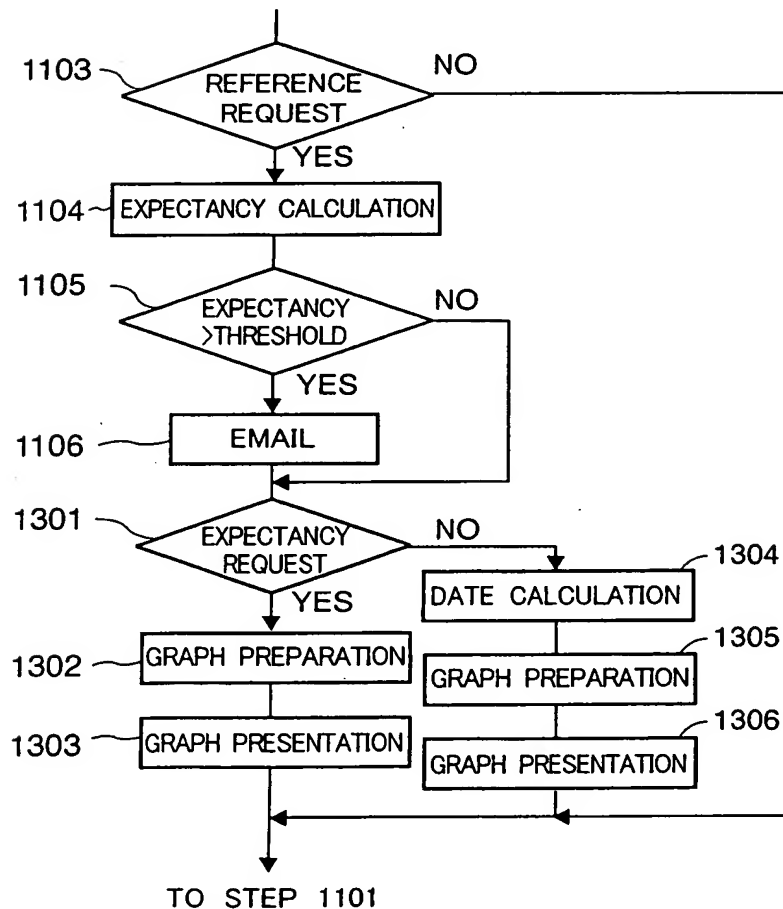 1103
REFERENCE
REQUEST
NO
YES
1104
EXPECTANCY CALCULATION
1105
EXPECTANCY
>THRESHOLD
NO
YES
1106
EMAIL
1301
EXPECTANCY
REQUEST
NO
YES
1304
DATE CALCULATION
1302
GRAPH PREPARATION
1305
GRAPH PREPARATION
1303
GRAPH PRESENTATION
1306
GRAPH PRESENTATION
TO STEP 1101